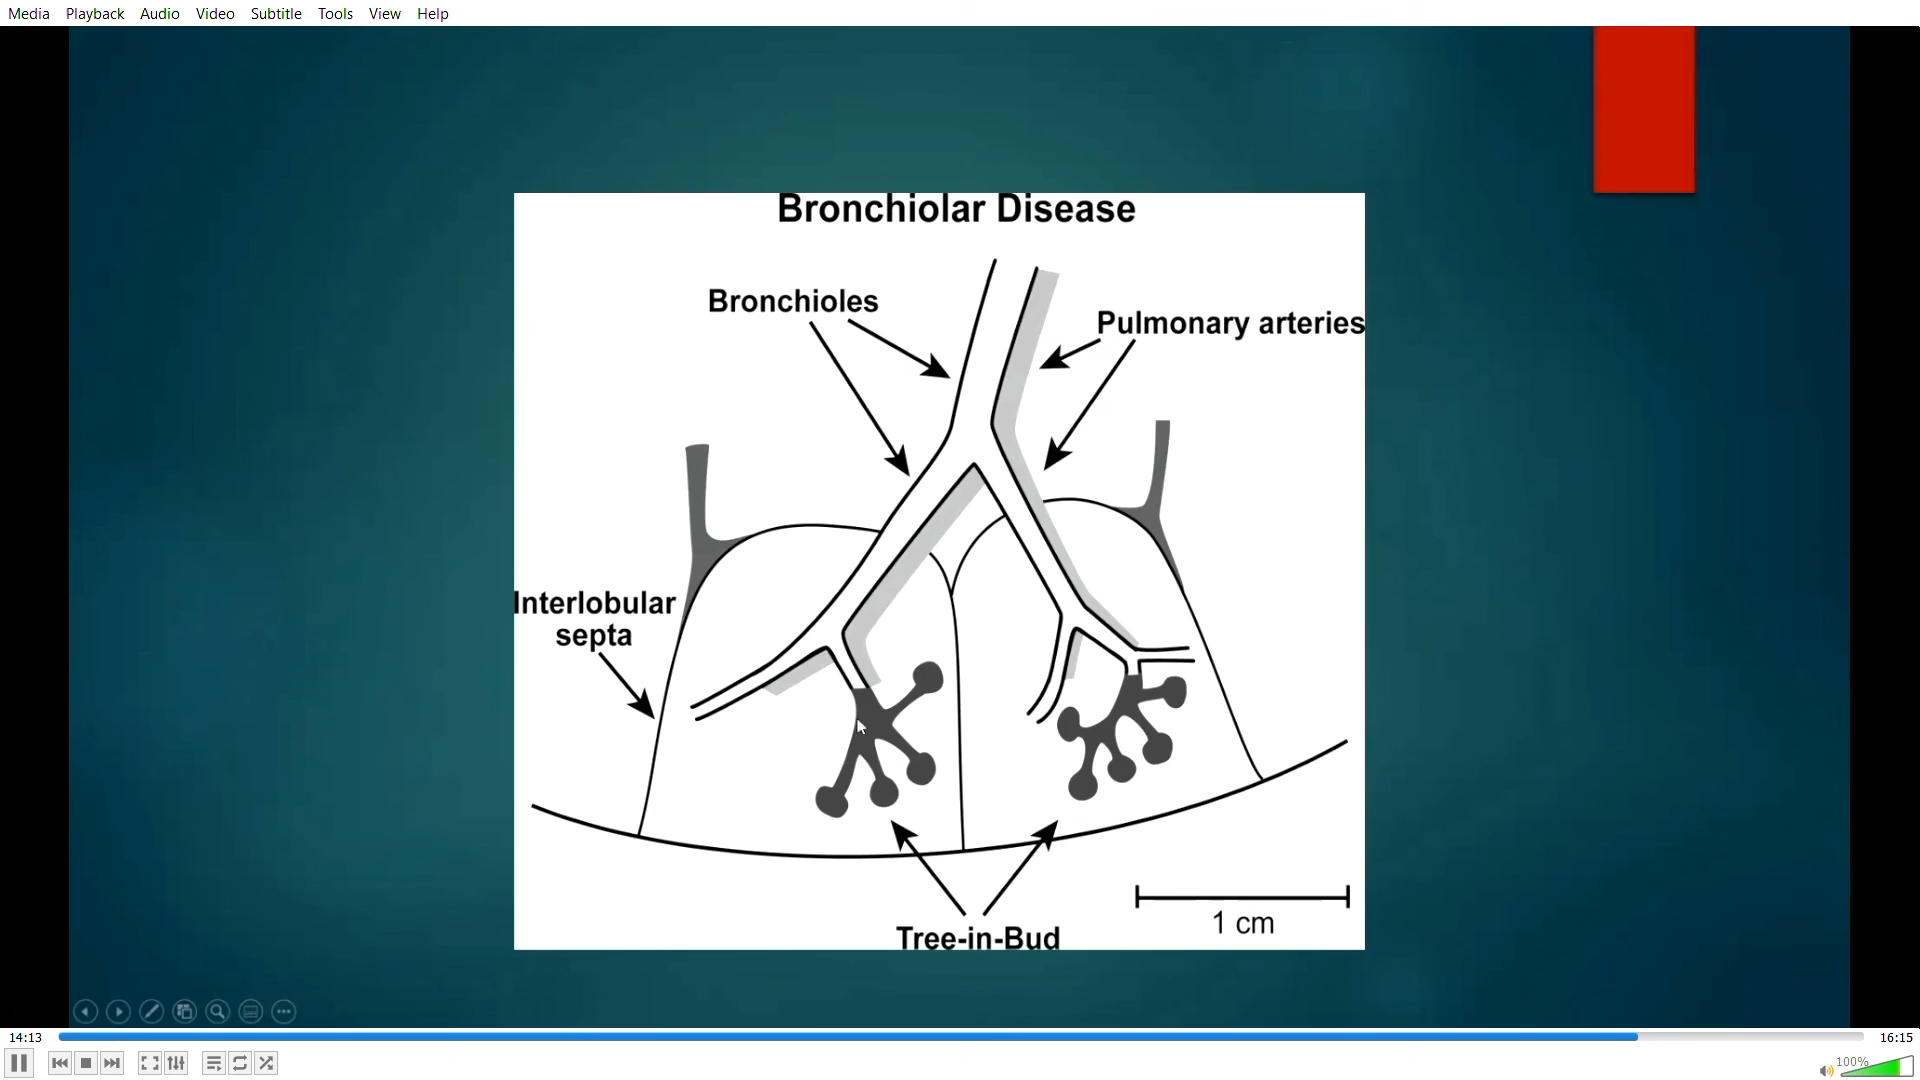 Media Playback Audio Video Subtitle Tools View Help
Bronchiolar Disease
Bronchioles
Pulmonary arteries
Interlobular
septa
1 cm
Tree-in-Bud
14:13
16:15
100%